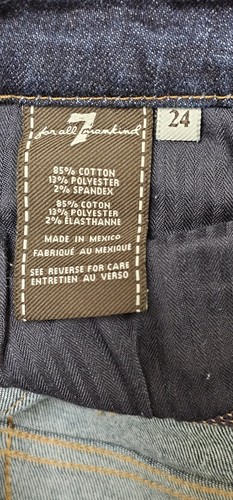 7
for all mankind
24
85% COTTON
13% POLYESTER
2% SPANDEX
85% COTON
13% POLYESTER
2% ÉLASTHANNE
MADE IN MEXICO
FABRIQUÉ AU MEXIQUE
SEE REVERSE FOR CARE
ENTRETIEN AU VERSO